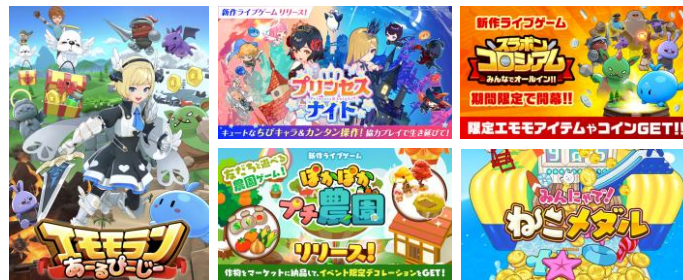 エモモラン
あーるぴーじー
新作ライブゲーム リリース!
プリンセス
ナイト
キュートなちびキャラ&カンタン操作!協力プレイで生き延びて!
新作ライブゲーム
スラポン
コロシアム
みんなでオールイン!!
期間限定で開幕!!
限定エモモアイテムやコインGET!!
友だちと遊べる
農園ゲーム!
新作ライブゲーム
ぽかぽか
プチ農園
リリース!
作物をマーケットに納品して、イベント限定デコレーションをGET!
みんにゃで!
ねこメダル